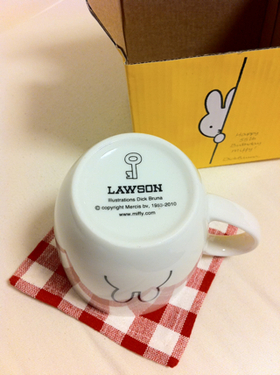 LAWSON
Illustrations Dick Bruna
© copyright Mercis bv, 1953-2010
www.miffy.com